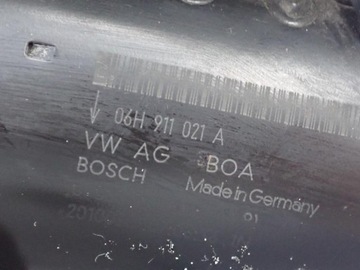 06H 911 021 A
VW AG BOA
BOSCH Made in Germany